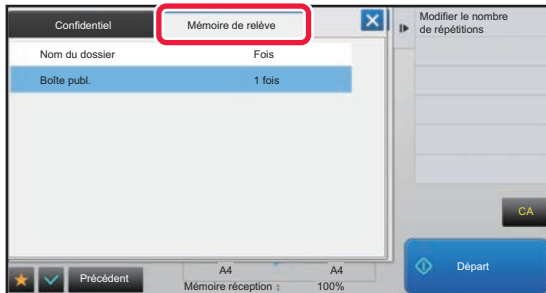 Confidentiel
Mémoire de relève
Modifier le nombre
de répétitions
Nom du dossier
Fois
Boîte publ.
1 fois
CA
Départ
Précédent
A4
A4
Mémoire réception :
100%